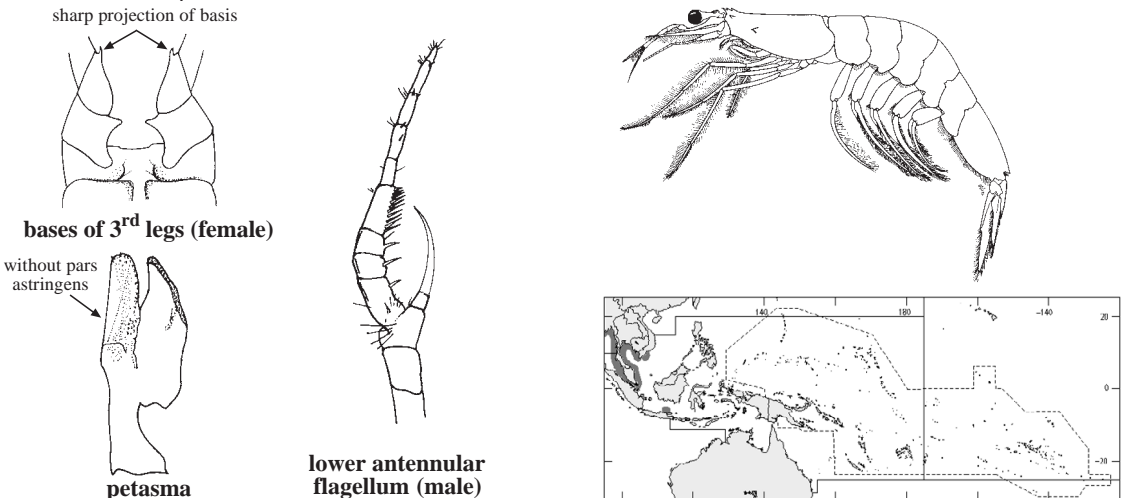 sharp projection of basis
bases of 3rd legs (female)
without pars
astringens
petasma
lower antennular
flagellum (male)
140
180
-140
20
0
-20